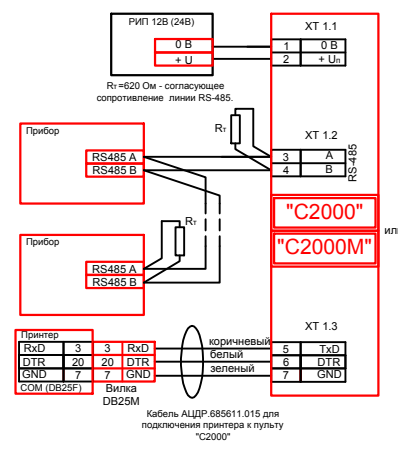 РИП 12В (24В)
0 В
+ U
XT 1.1
1 0 В
2 + Uп
Rт=620 Ом - согласующее
сопротивление линии RS-485.
Прибор
RS485 A
RS485 B
Rт
XT 1.2
3 A
4 B
RS-485
"С2000"
ил
"С2000М"
Rт
Прибор
RS485 A
RS485 B
XT 1.3
Принтер
RxD 3 3 RxD коричневый 5 TxD
DTR 20 20 DTR белый 6 DTR
GND 7 7 GND зеленый 7 GND
COM (DB25F)
Вилка
DB25M
Кабель АЦДР.685611.015 для
подключения принтера к пульту
"С2000"